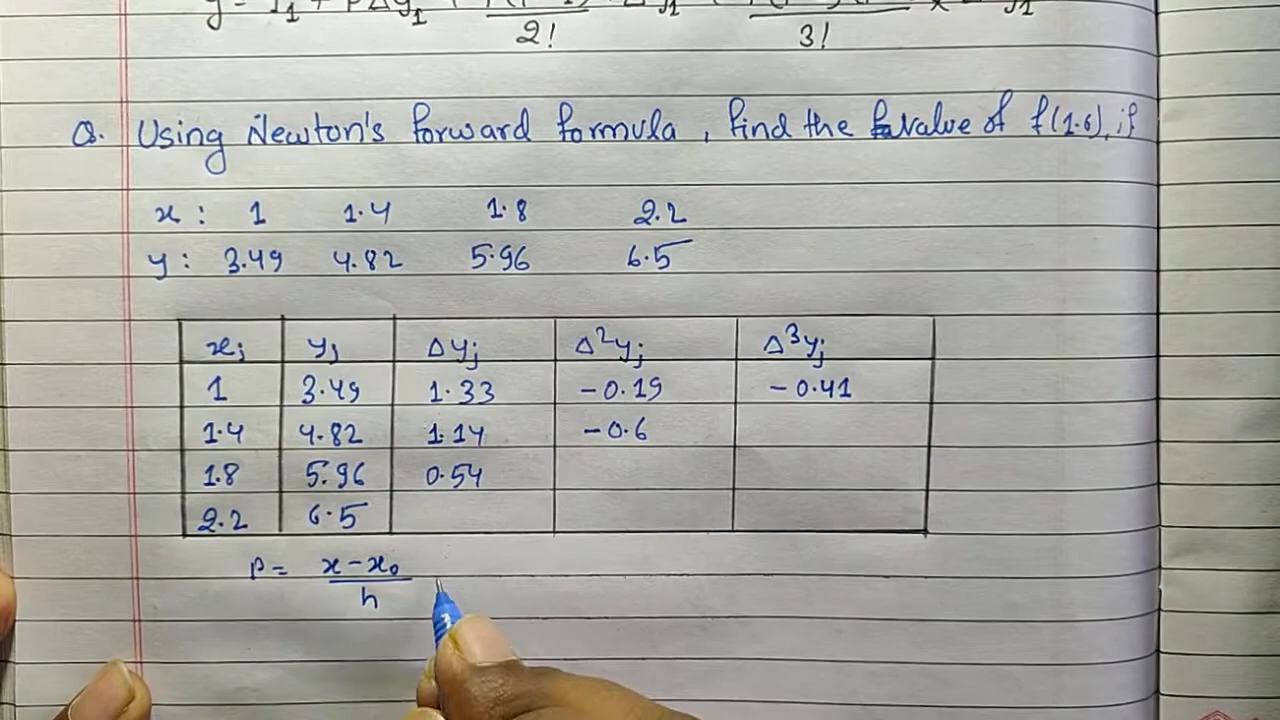 2! 3!
Q. Using Newton's forward formula, find the value of f(1.6), if
x : 1 1.4 1.8 2.2
y : 3.49 4.82 5.96 6.5
xj yj Δyj Δ²yj Δ³yj
1 3.49 1.33 -0.19 -0.41
1.4 4.82 1.14 -0.6
1.8 5.96 0.54
2.2 6.5
P = x - x₀
h